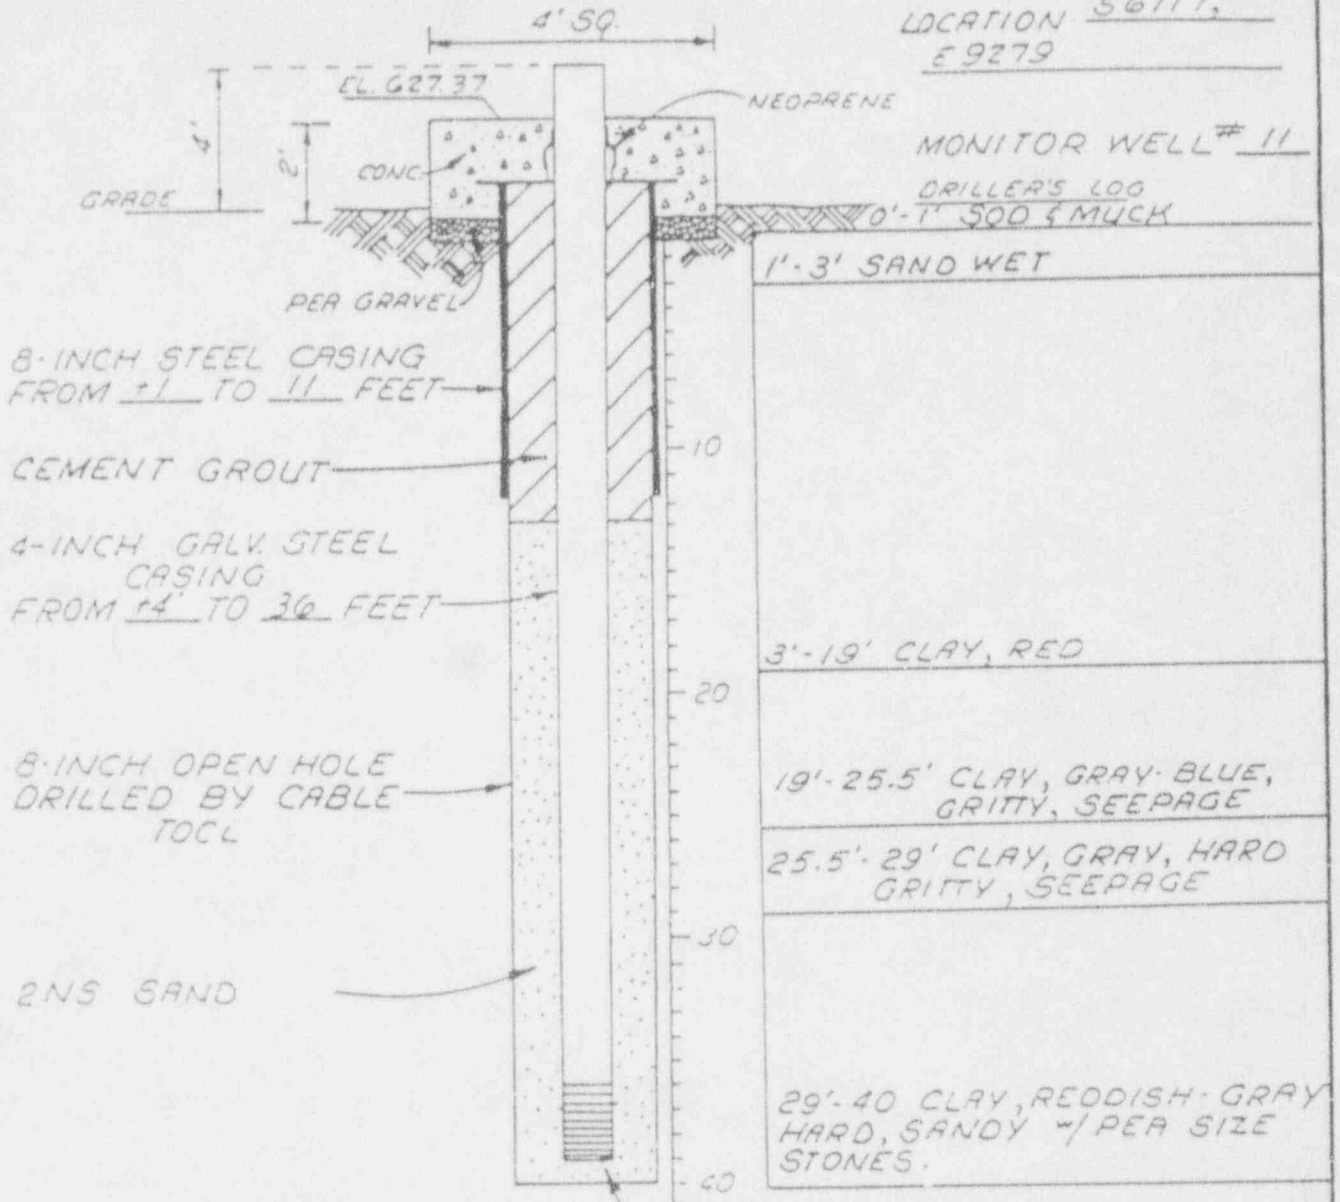 4' SQ.
LOCATION
E 9279
EL. 627.37
NEOPRENE
4'
2'
CONC.
MONITOR WELL # 11
GRADE
DRILLER'S LOG
0'-1' SOD & MUCK
1'-3' SAND WET
PEA GRAVEL
8-INCH STEEL CASING
FROM +1 TO 11 FEET
10
CEMENT GROUT
4-INCH GALV. STEEL
CASING
FROM +4' TO 36 FEET
3'-19' CLAY, RED
20
8-INCH OPEN HOLE
DRILLED BY CABLE
TOOL
19'-25.5' CLAY, GRAY-BLUE,
GRITTY, SEEPAGE
25.5'-29' CLAY, GRAY, HARD
GRITTY, SEEPAGE
30
2NS SAND
29'-40 CLAY, REDDISH-GRAY
HARD, SANDY W/ PEA SIZE
STONES.
40